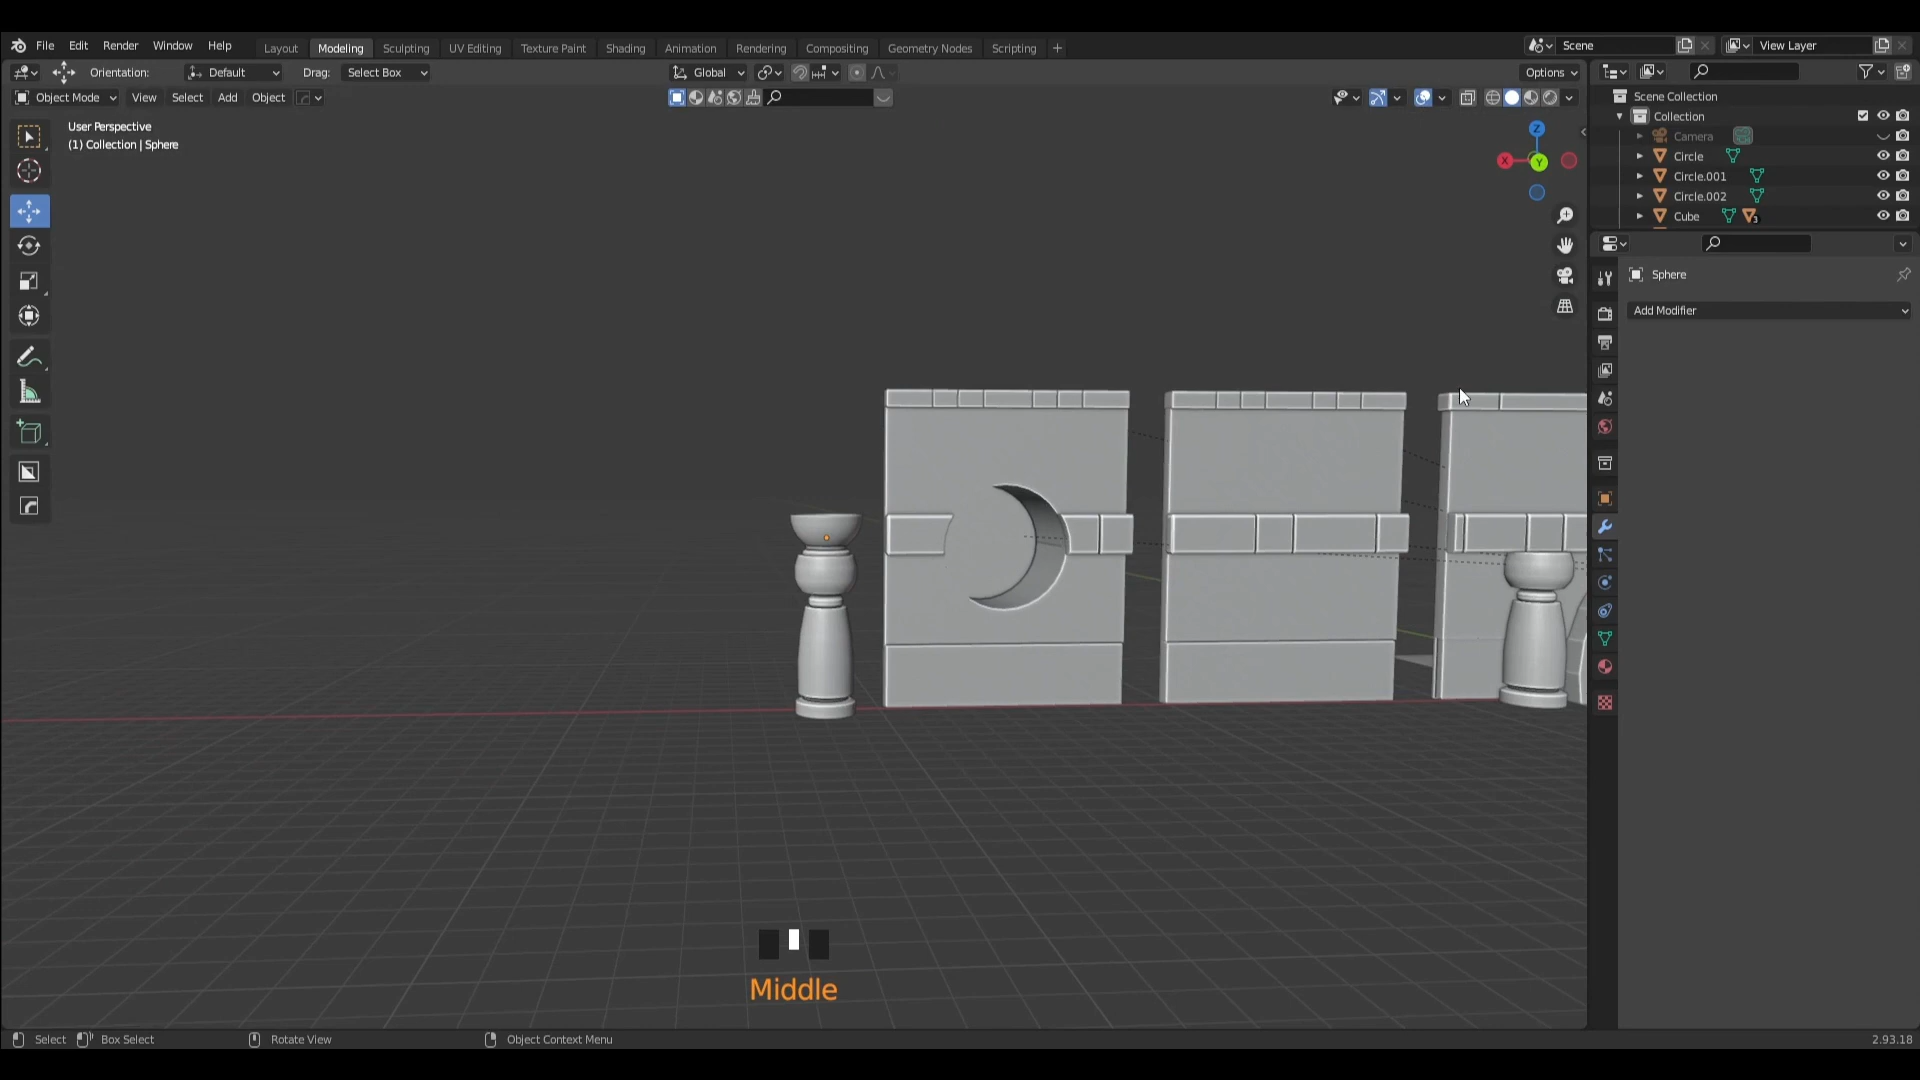 File Edit Render Window Help Layout Modeling Sculpting UV Editing Texture Paint Shading Animation Rendering Compositing Geometry Nodes Scripting + Scene View Layer
Orientation: Default Drag: Select Box Global Options
Object Mode View Select Add Object
User Perspective
(1) Collection | Sphere
Z
X
Y
Scene Collection
Collection
Camera
Circle
Circle.001
Circle.002
Cube 3
Sphere
Add Modifier
Middle
Select Box Select Rotate View Object Context Menu 2.93.18